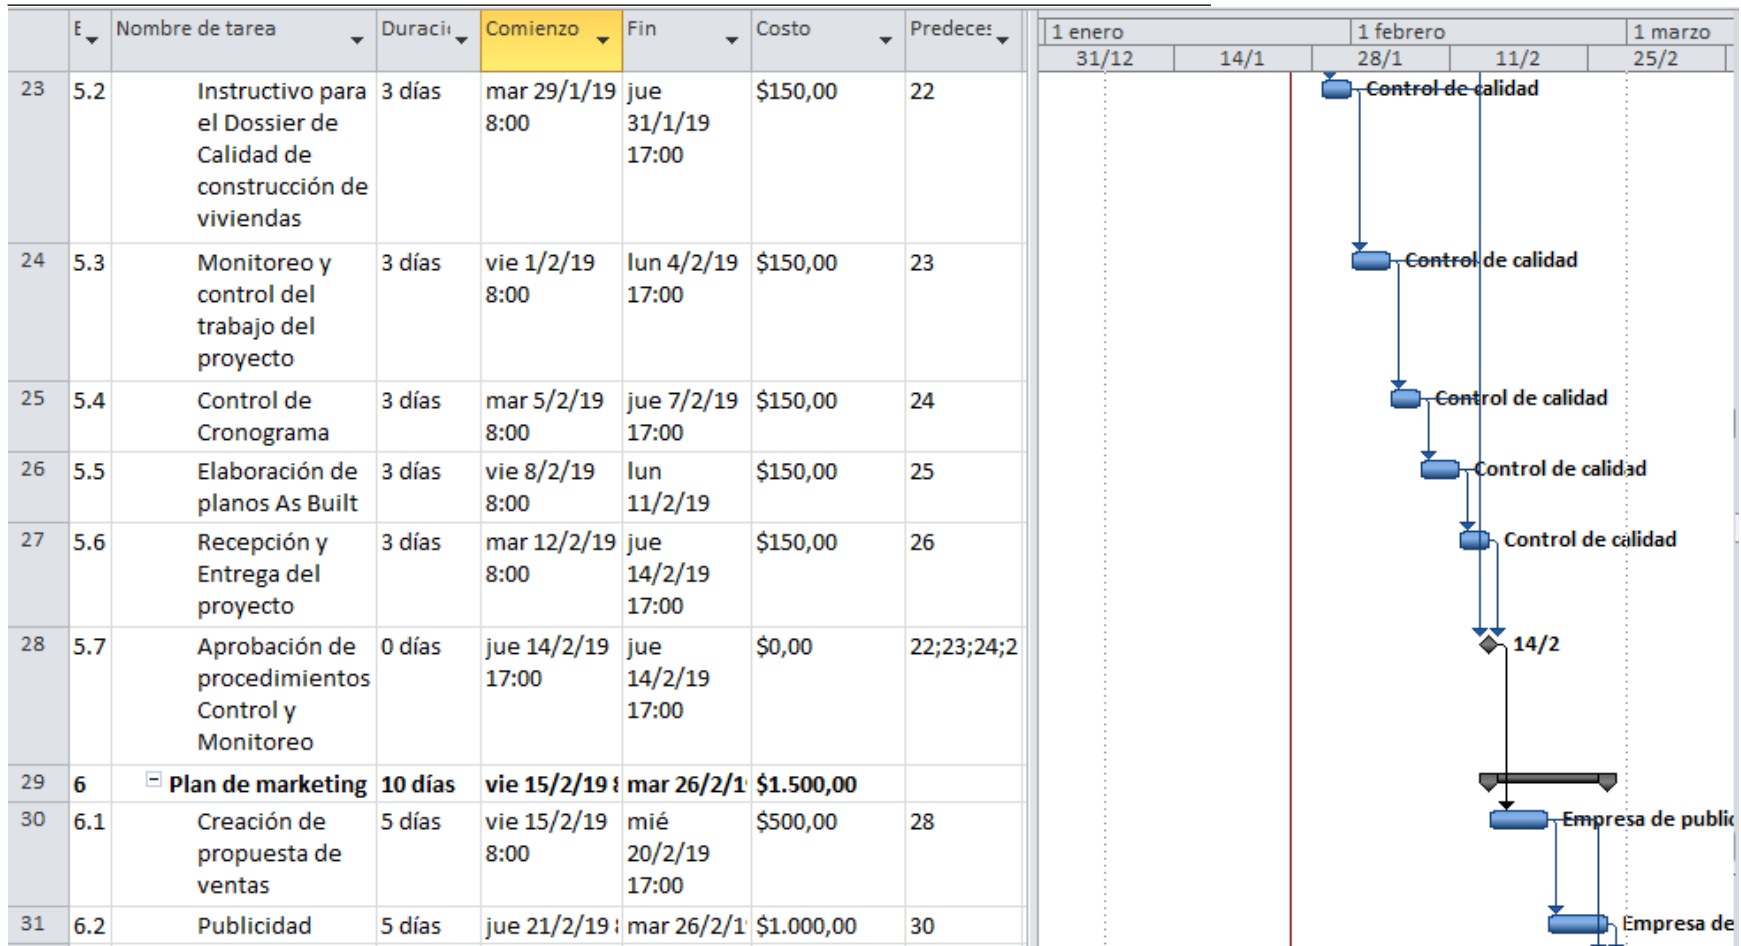 E Nombre de tarea Duració Comienzo Fin Costo Predeces
1 enero 1 febrero 1 marzo
31/12 14/1 28/1 11/2 25/2
23 5.2 Instructivo para 3 días mar 29/1/19 jue $150,00 22 Control de calidad
el Dossier de 8:00 31/1/19
Calidad de 17:00
construcción de
viviendas
24 5.3 Monitoreo y 3 días vie 1/2/19 lun 4/2/19 $150,00 23 Control de calidad
control del 8:00 17:00
trabajo del
proyecto
25 5.4 Control de 3 días mar 5/2/19 jue 7/2/19 $150,00 24 Control de calidad
Cronograma 8:00 17:00
26 5.5 Elaboración de 3 días vie 8/2/19 lun $150,00 25 Control de calidad
planos As Built 8:00 11/2/19
27 5.6 Recepción y 3 días mar 12/2/19 jue $150,00 26 Control de calidad
Entrega del 8:00 14/2/19
proyecto 17:00
28 5.7 Aprobación de 0 días jue 14/2/19 jue $0,00 22;23;24;2 14/2
procedimientos 17:00 14/2/19
Control y 17:00
Monitoreo
29 6 Plan de marketing 10 días vie 15/2/19 mar 26/2/1 $1.500,00
30 6.1 Creación de 5 días vie 15/2/19 mié $500,00 28 Empresa de public
propuesta de 8:00 20/2/19
ventas 17:00
31 6.2 Publicidad 5 días jue 21/2/19 mar 26/2/1 $1.000,00 30 Empresa de